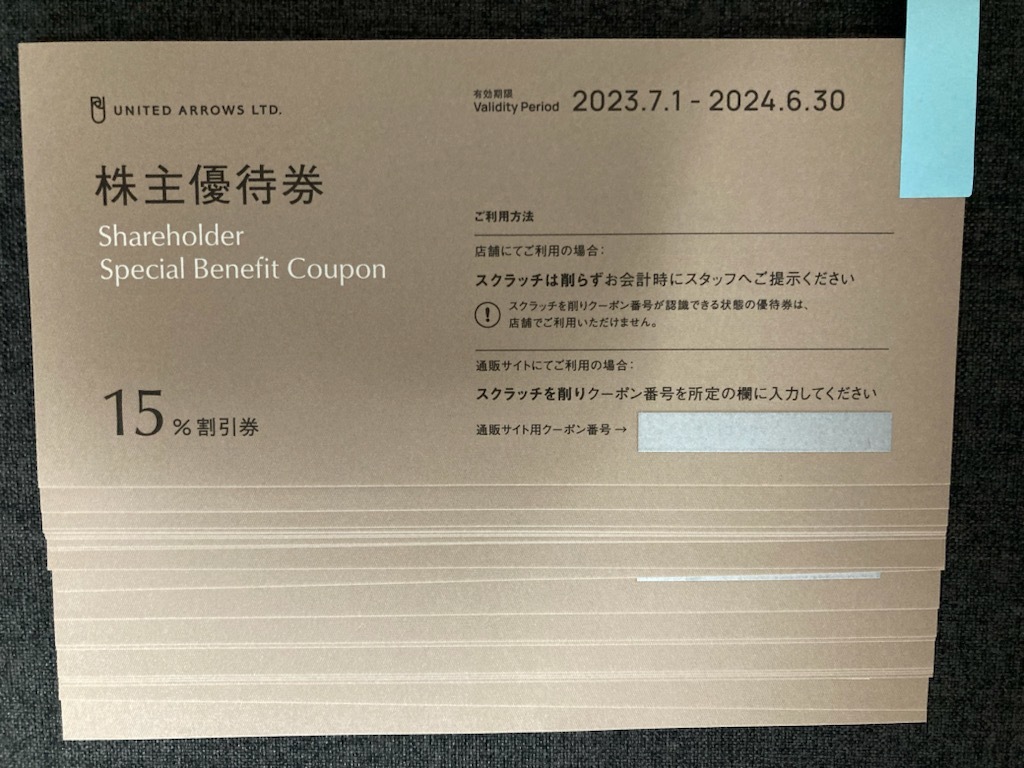 UNITED ARROWS LTD.
有効期限
Validity Period 2023.7.1 - 2024.6.30
株主優待券
Shareholder
Special Benefit Coupon
15%割引券
ご利用方法
店舗にてご利用の場合：
スクラッチは削らずお会計時にスタッフへご提示ください
! スクラッチを削りクーポン番号が認識できる状態の優待券は、
店舗でご利用いただけません。
通販サイトにてご利用の場合：
スクラッチを削りクーポン番号を所定の欄に入力してください
通販サイト用クーポン番号 →